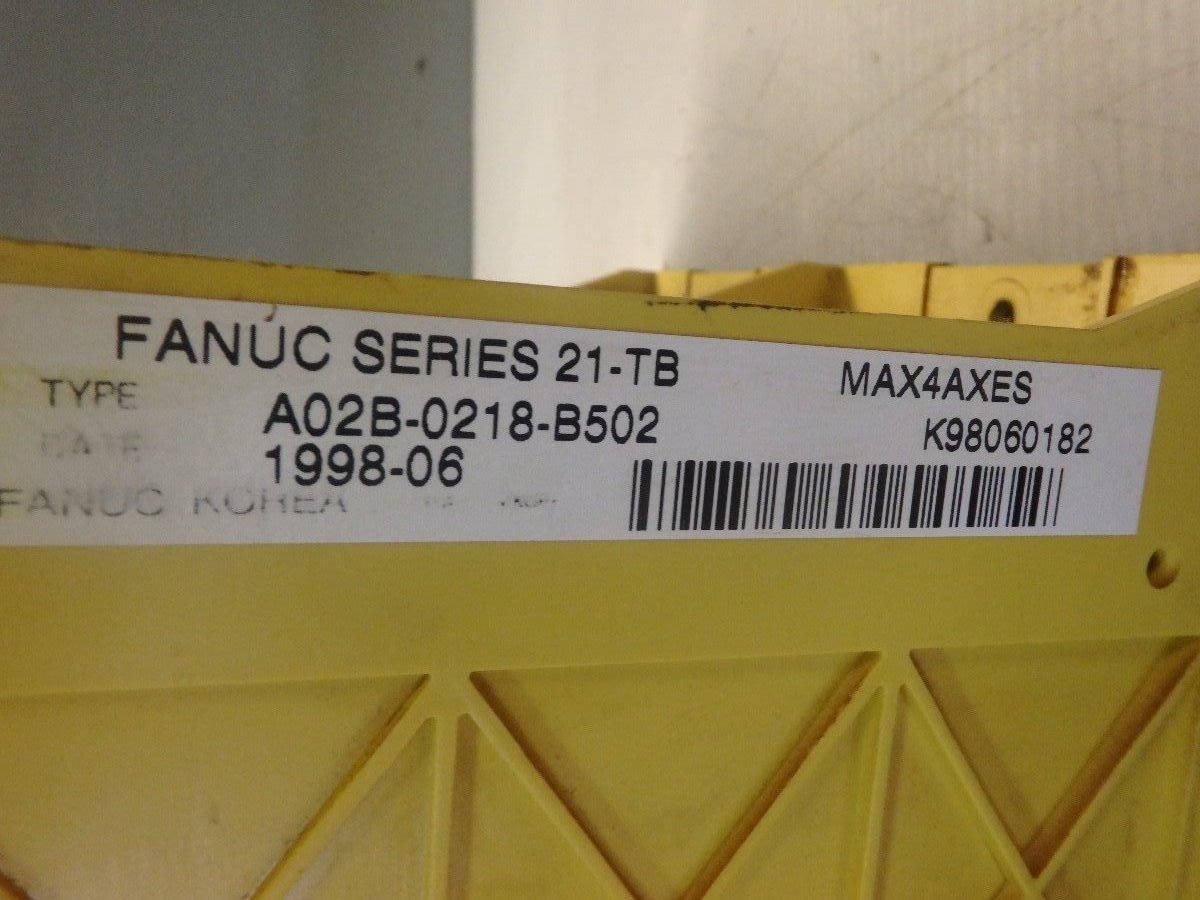 FANUC SERIES 21-TB MAX4AXES
TYPE A02B-0218-B502 K98060182
DATE 1998-06
FANUC KOREA